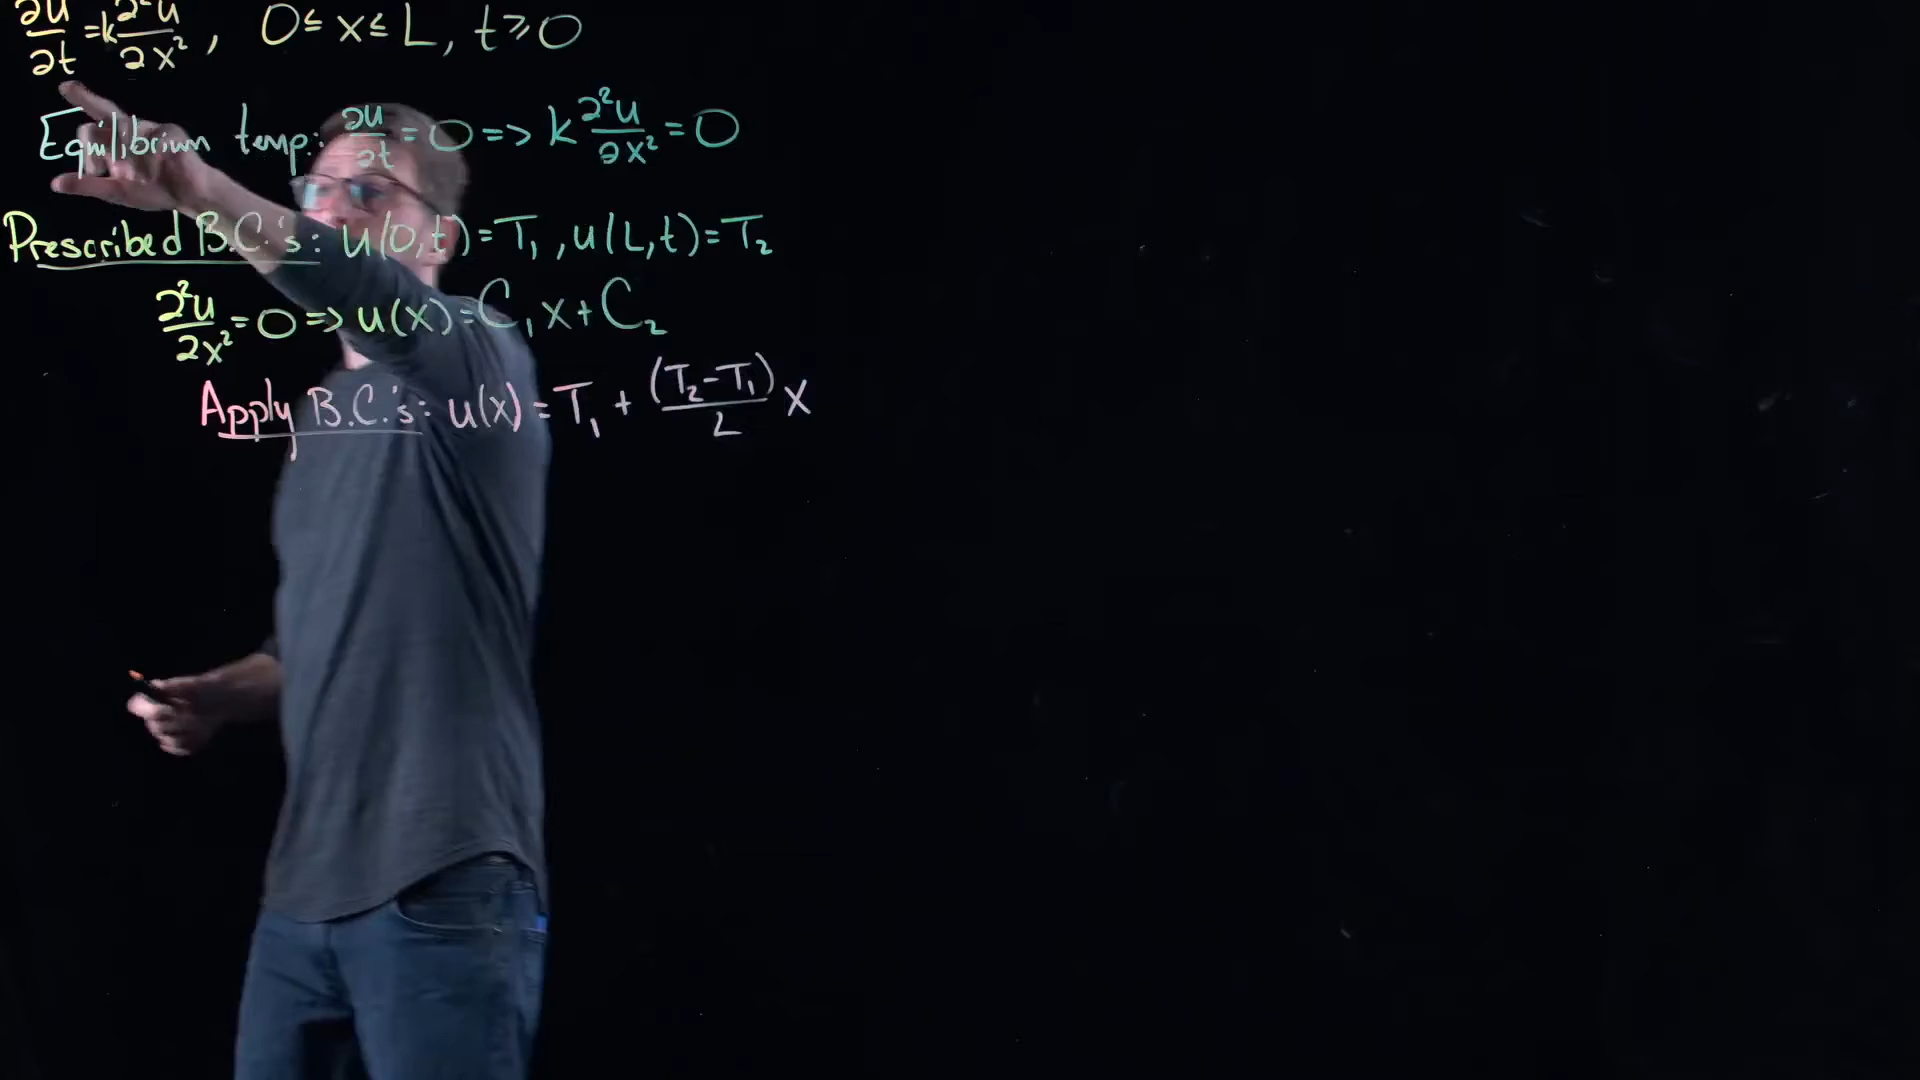 ∂u/∂t = k ∂²u/∂x², 0 ≤ x ≤ L, t ≥ 0
Equilibrium temp: ∂u/∂t = 0 => k ∂²u/∂x² = 0
Prescribed B.C.'s: u(0,t) = T₁, u(L,t) = T₂
∂²u/∂x² = 0 => u(x) = C₁x + C₂
Apply B.C.'s: u(x) = T₁ + (T₂-T₁)/L x